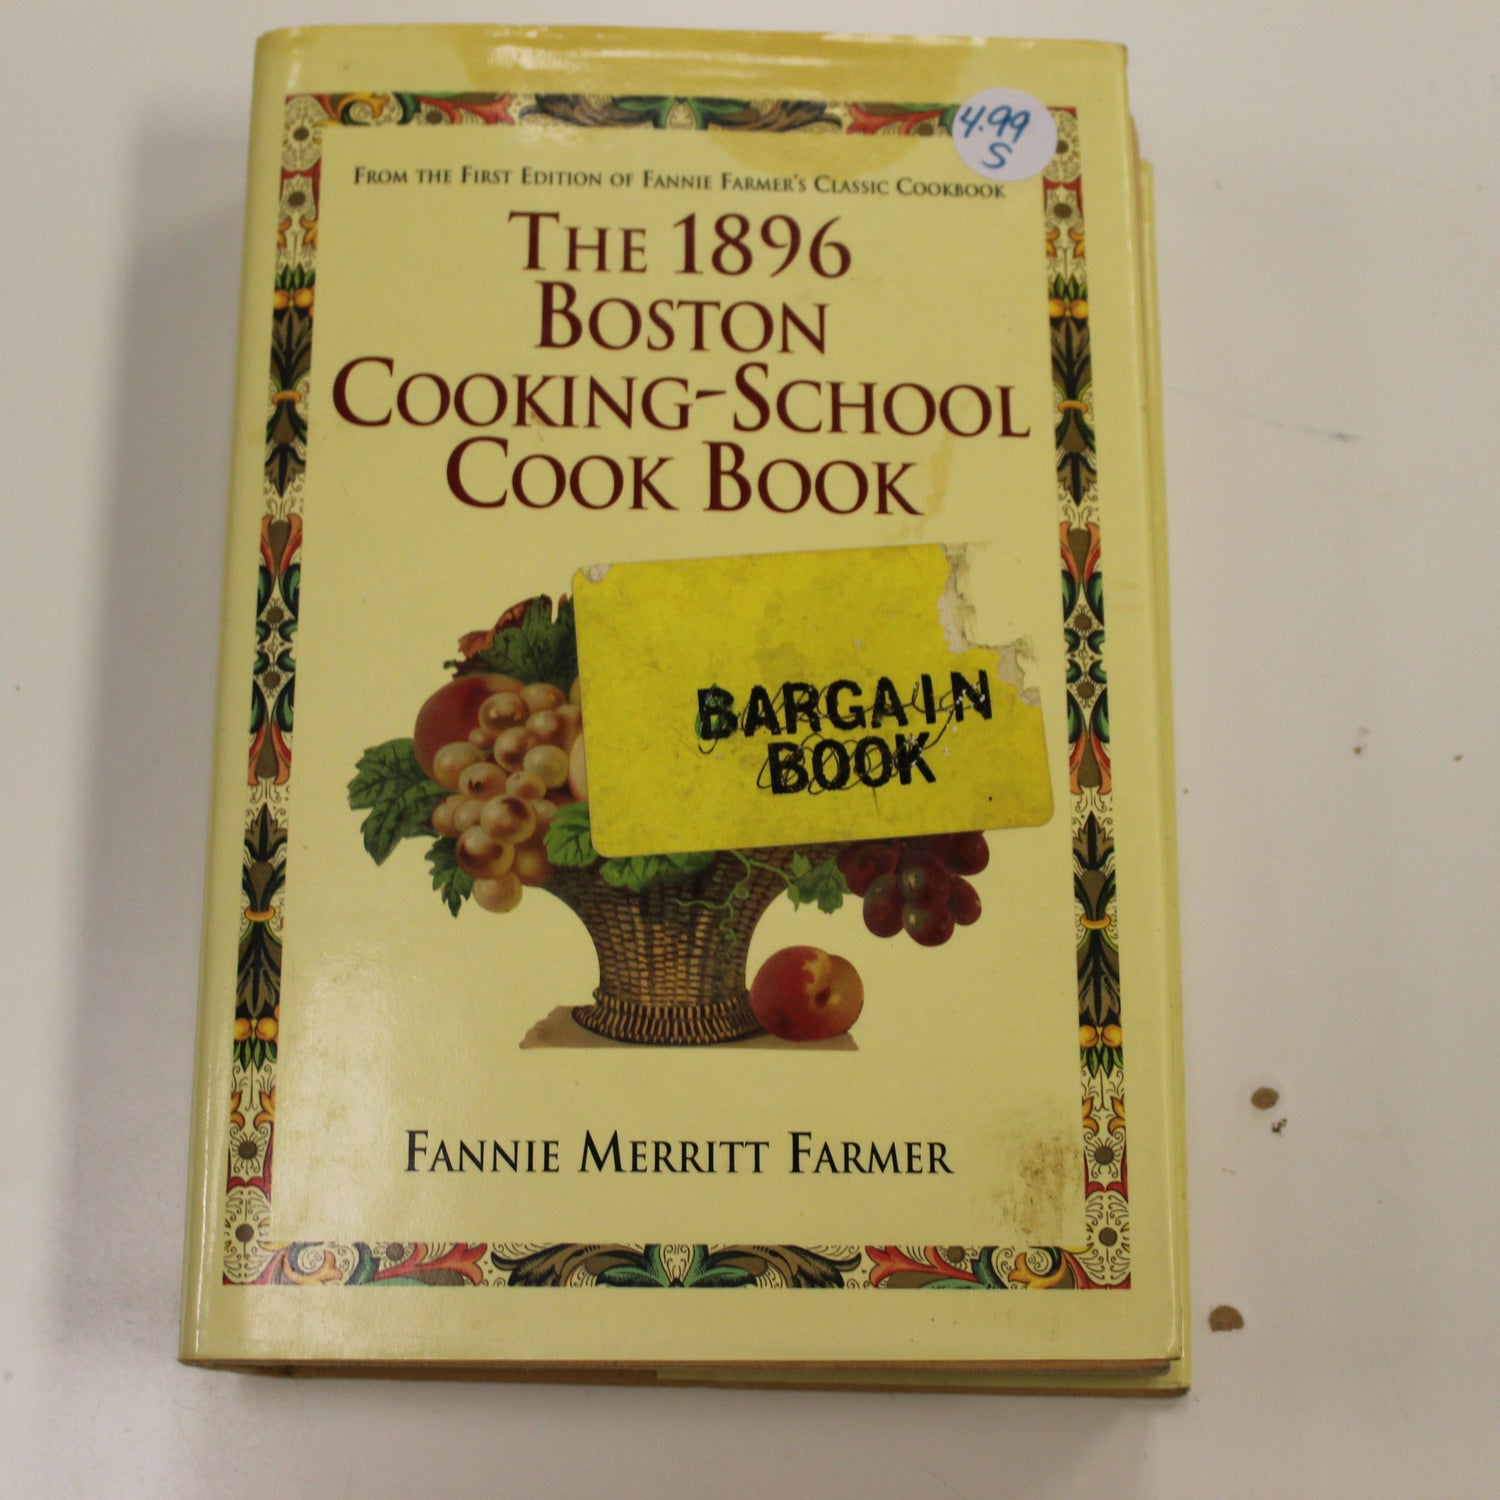 4.99
S
From the First Edition of Fannie Farmer's Classic Cookbook
The 1896
Boston
Cooking-School
Cook Book
BARGAIN
BOOK
Fannie Merritt Farmer